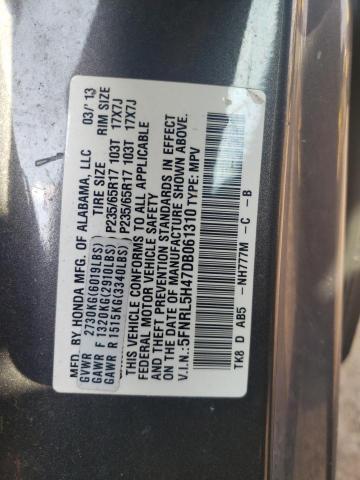 MFD. BY HONDA MFG. OF ALABAMA, LLC 03/ 13
GVWR 2730KG(6019LBS) TIRE SIZE RIM SIZE
GAWR F 1320KG(2910LBS) P235/65R17 103T 17X7J
GAWR R 1515KG(3340LBS) P235/65R17 103T 17X7J
THIS VEHICLE CONFORMS TO ALL APPLICABLE
FEDERAL MOTOR VEHICLE SAFETY
AND THEFT PREVENTION STANDARDS IN EFFECT
ON THE DATE OF MANUFACTURE SHOWN ABOVE.
V.I.N.: 5FNRL5H47DB061310 TYPE: MPV
TK8 D AB5 -NH777M - C - B